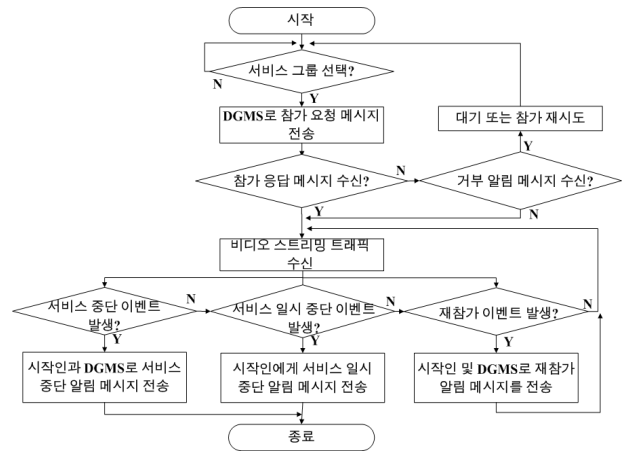 시작
서비스 그룹 선택?
N
Y
DGMS로 참가 요청 메시지
전송
대기 또는 참가 재시도
Y
참가 응답 메시지 수신?
N
거부 알림 메시지 수신?
Y
N
비디오 스트리밍 트래픽
수신
서비스 중단 이벤트
발생?
N
서비스 일시 중단 이벤트
발생?
N
재참가 이벤트 발생?
N
Y
Y
Y
시작인과 DGMS로 서비스
중단 알림 메시지 전송
시작인에게 서비스 일시
중단 알림 메시지 전송
시작인 및 DGMS로 재참가
알림 메시지를 전송
종료